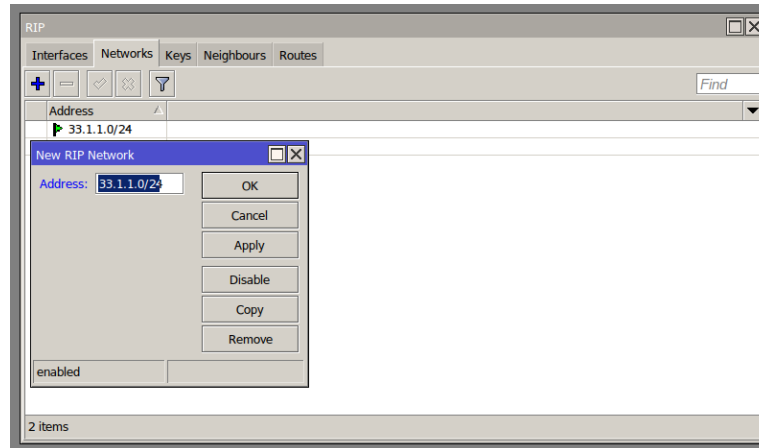 RIP
Interfaces Networks Keys Neighbours Routes
Find
Address
33.1.1.0/24
New RIP Network
Address: 33.1.1.0/24 OK
Cancel
Apply
Disable
Copy
Remove
enabled
2 items